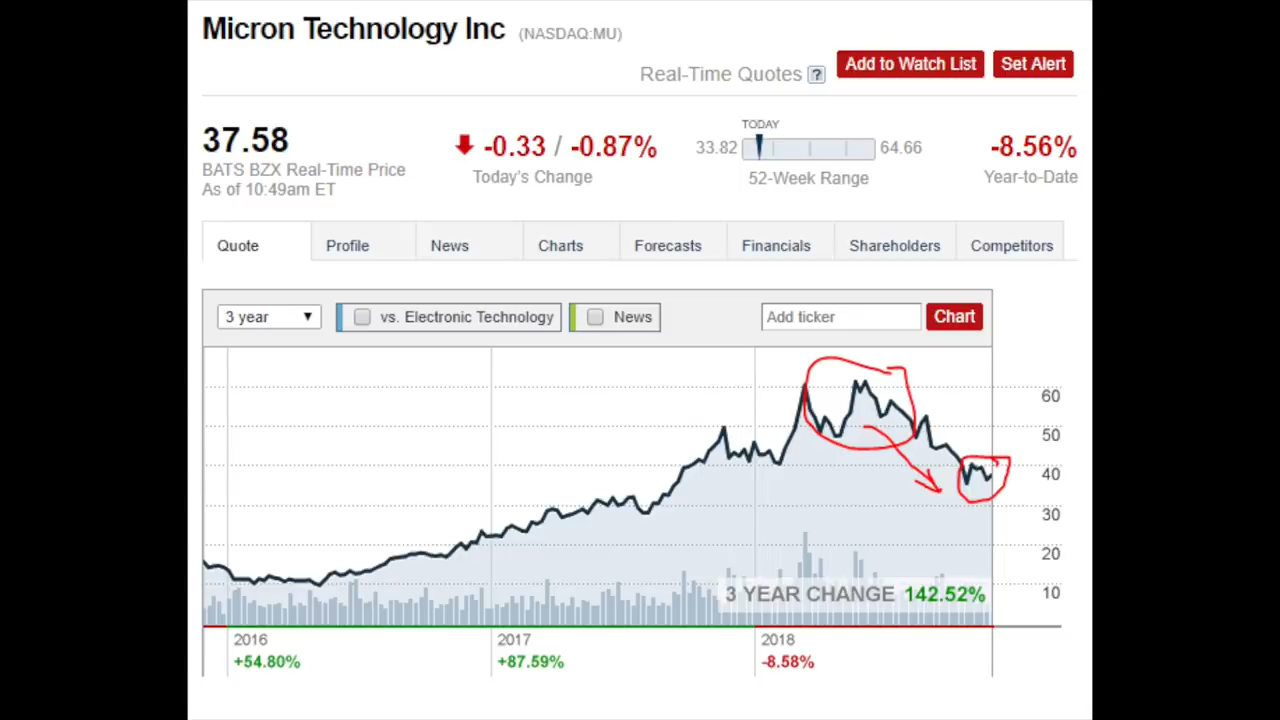 Micron Technology Inc (NASDAQ:MU)
Real-Time Quotes ? Add to Watch List Set Alert
37.58
BATS BZX Real-Time Price
As of 10:49am ET
-0.33 / -0.87%
Today's Change
TODAY
33.82 64.66
52-Week Range
-8.56%
Year-to-Date
Quote Profile News Charts Forecasts Financials Shareholders Competitors
3 year vs. Electronic Technology News Add ticker Chart
60
50
40
30
20
10
3 YEAR CHANGE 142.52%
2016 2017 2018
+54.80% +87.59% -8.58%